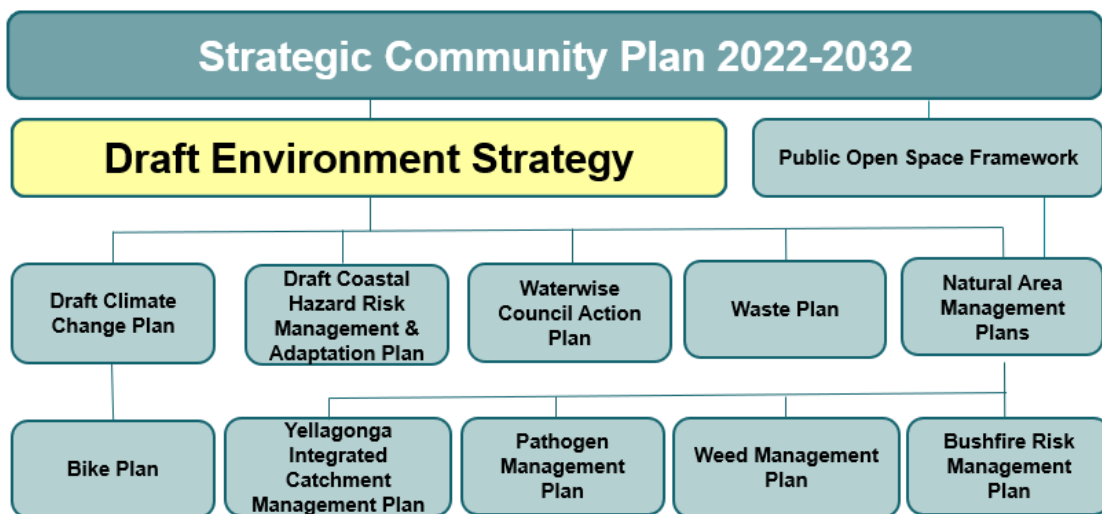 Strategic Community Plan 2022-2032
Draft Environment Strategy
Public Open Space Framework
Draft Climate
Change Plan
Draft Coastal
Hazard Risk
Management &
Adaptation Plan
Waterwise
Council Action
Plan
Waste Plan
Natural Area
Management
Plans
Bike Plan
Yellagonga
Integrated
Catchment
Management Plan
Pathogen
Management
Plan
Weed Management
Plan
Bushfire Risk
Management
Plan